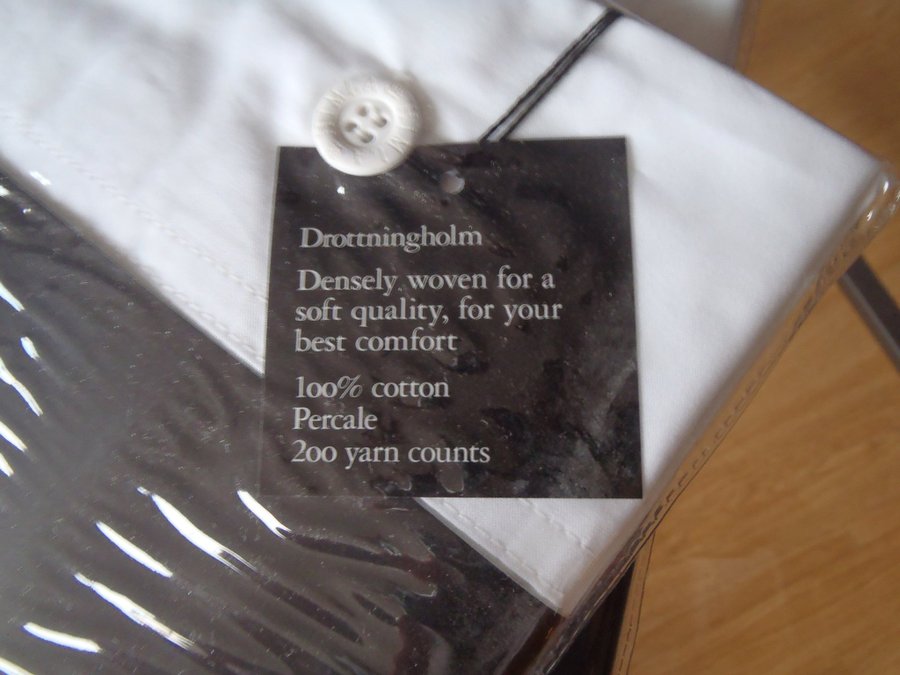 Drottningholm
Densely woven for a
soft quality, for your
best comfort
100% cotton
Percale
200 yarn counts